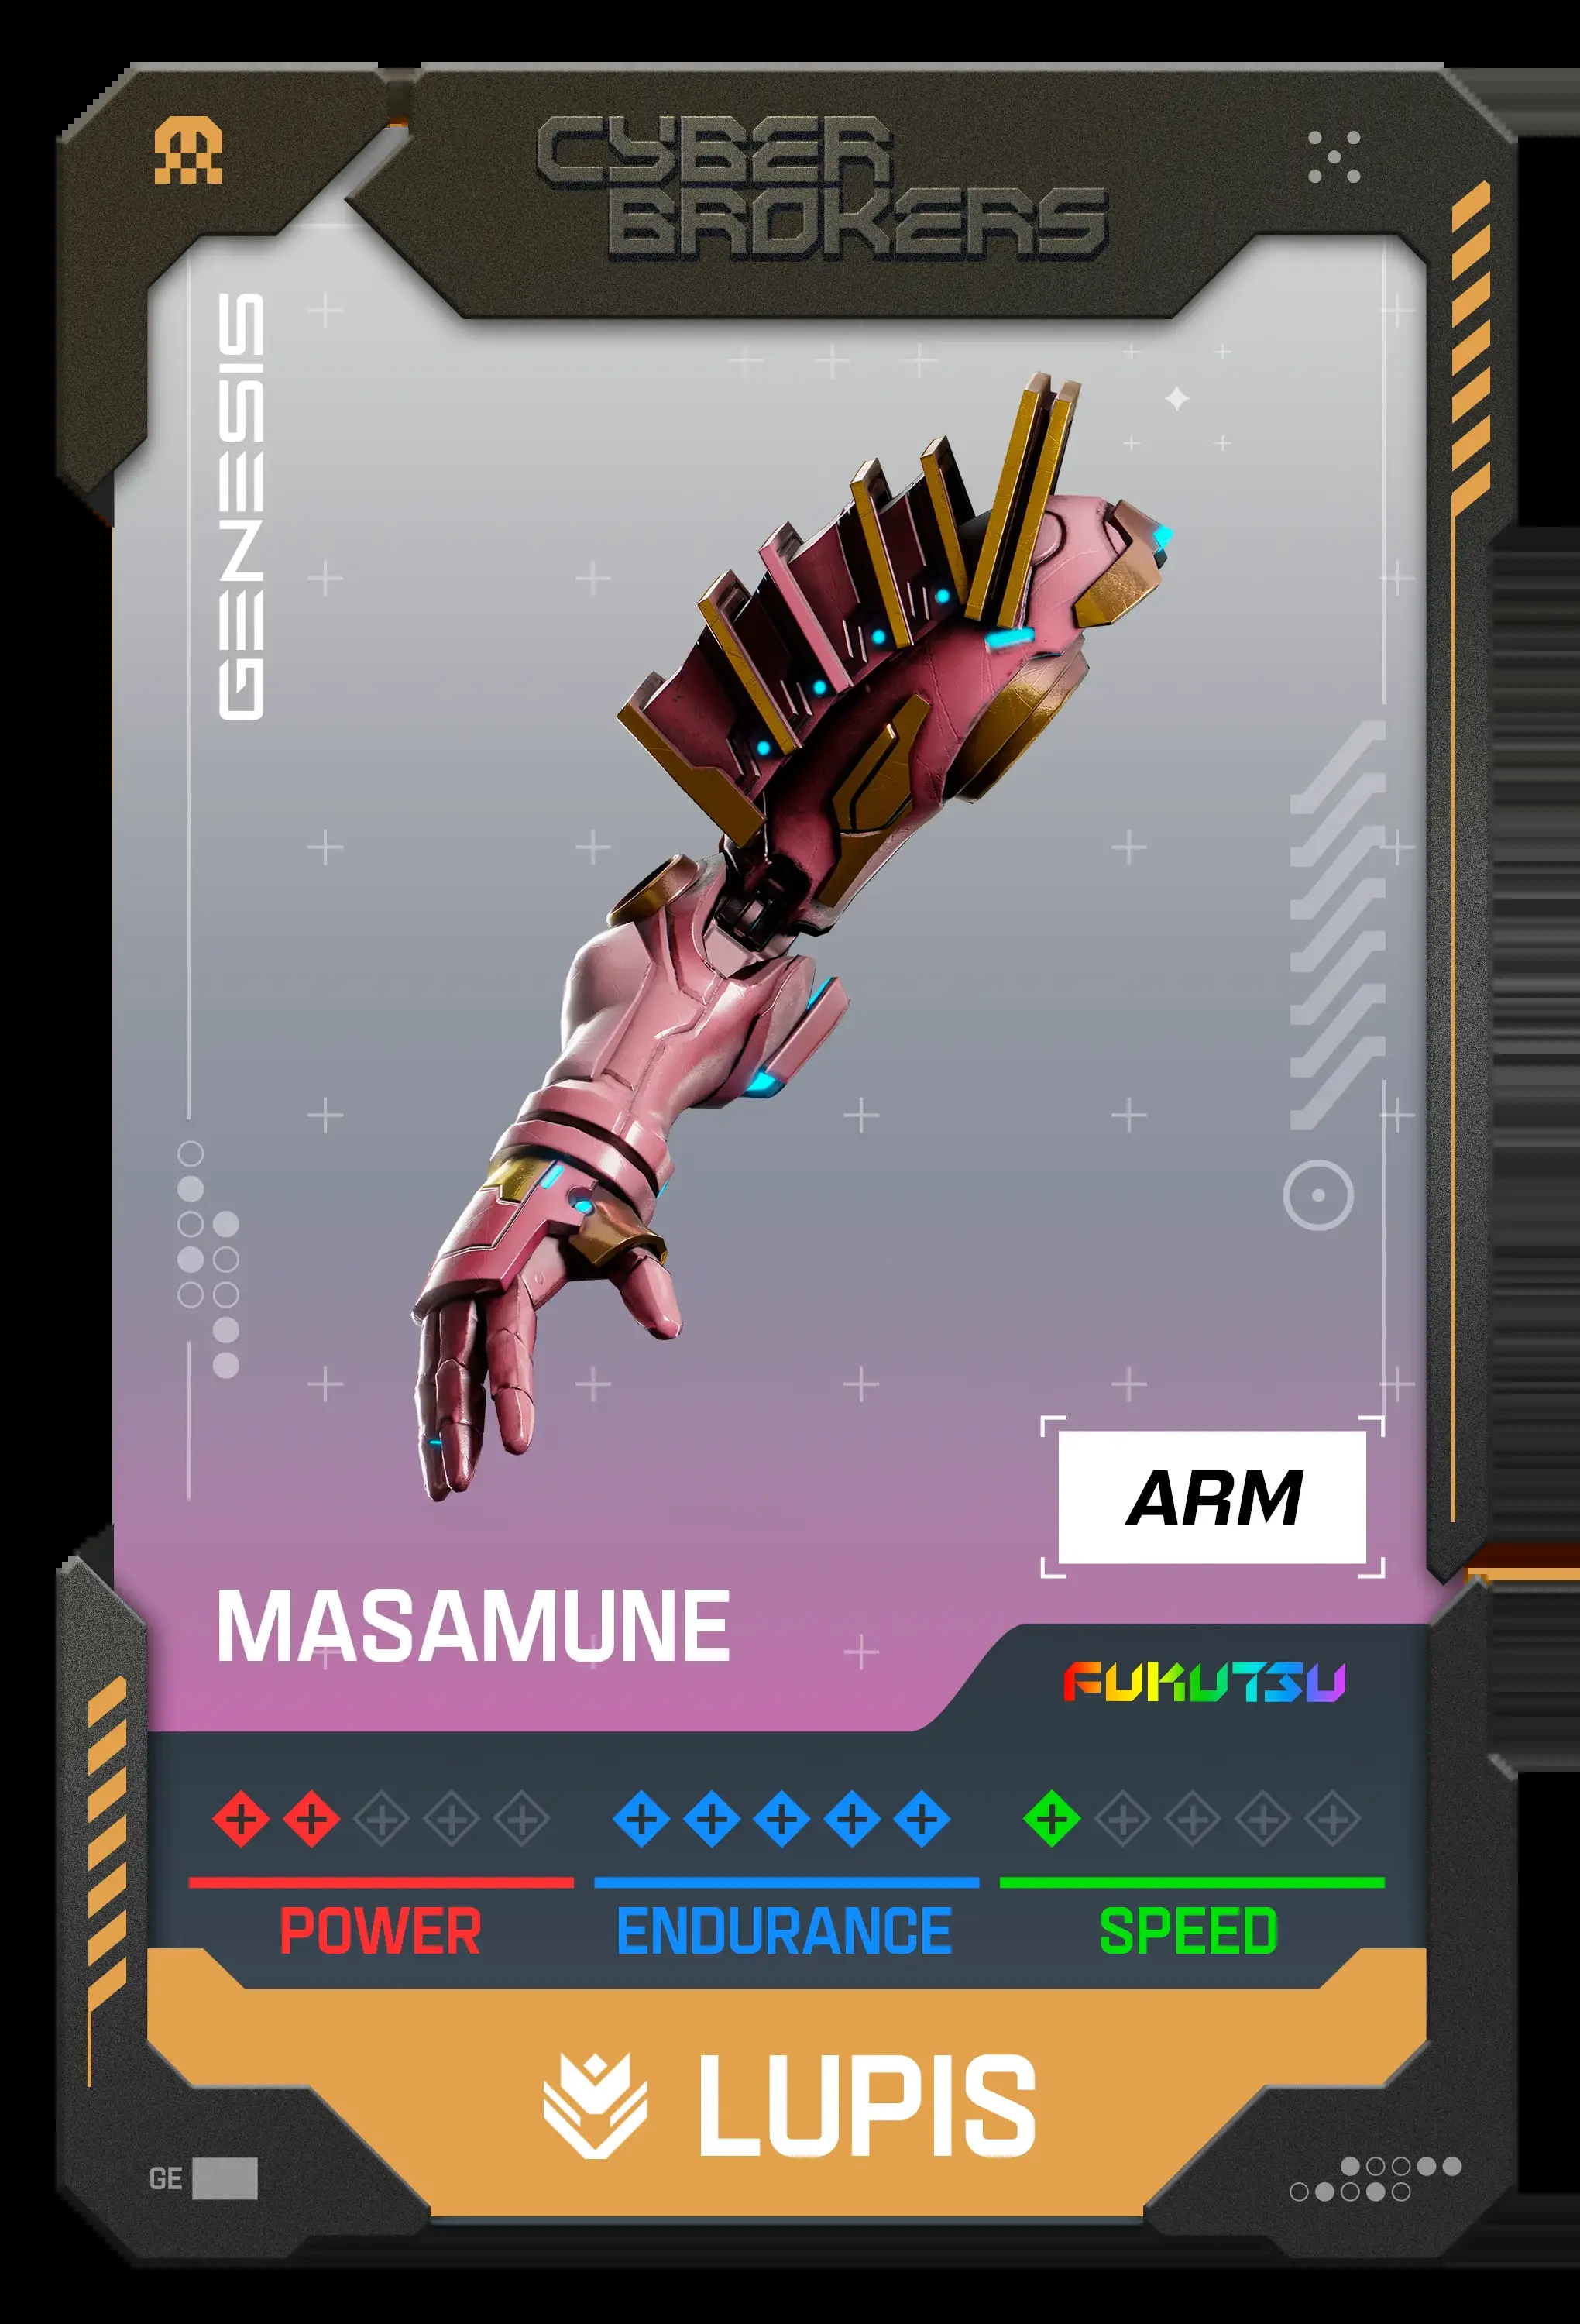 CYBER
BROKERS
GENESIS
ARM
MASAMUNE
FUKUTSU
POWER
ENDURANCE
SPEED
LUPIS
GE